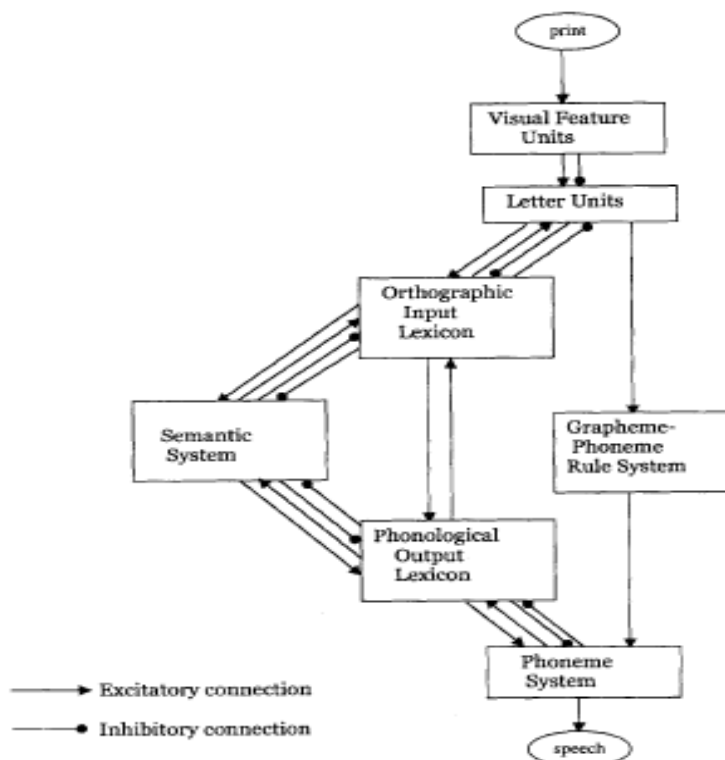 print
Visual Feature
Units
Letter Units
Orthographic
Input
Lexicon
Semantic
System
Grapheme-
Phoneme
Rule System
Phonological
Output
Lexicon
Phoneme
System
Excitatory connection
Inhibitory connection
speech